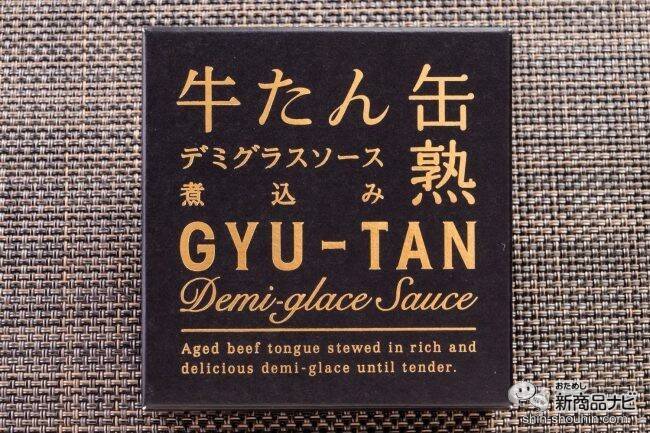 牛たん缶熟
デミグラスソース
煮込み
GYU-TAN
Demi-glace Sauce
Aged beef tongue stewed in rich and
delicious demi-glace until tender.
おためし
新商品ナビ
shin-shouhin.com